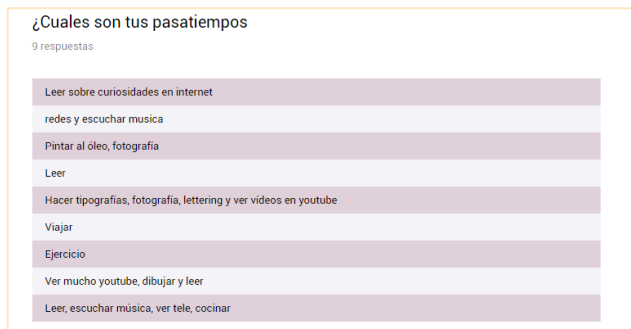 ¿Cuales son tus pasatiempos
9 respuestas
Leer sobre curiosidades en internet
redes y escuchar musica
Pintar al óleo, fotografía
Leer
Hacer tipografías, fotografía, lettering y ver videos en youtube
Viajar
Ejercicio
Ver mucho youtube, dibujar y leer
Leer, escuchar música, ver tele, cocinar